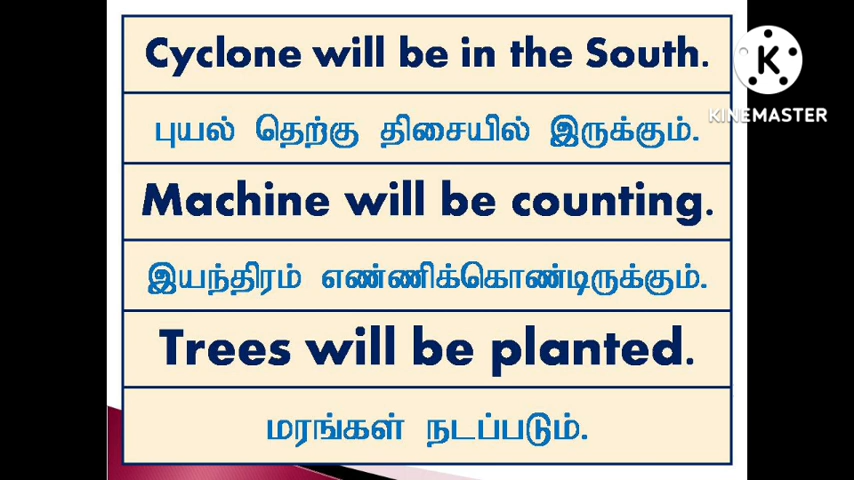 Cyclone will be in the South.
புயல் தெற்கு திசையில் இருக்கும்.
Machine will be counting.
இயந்திரம் எண்ணிக்கொண்டிருக்கும்.
Trees will be planted.
மரங்கள் நடப்படும்.
K
KINEMASTER